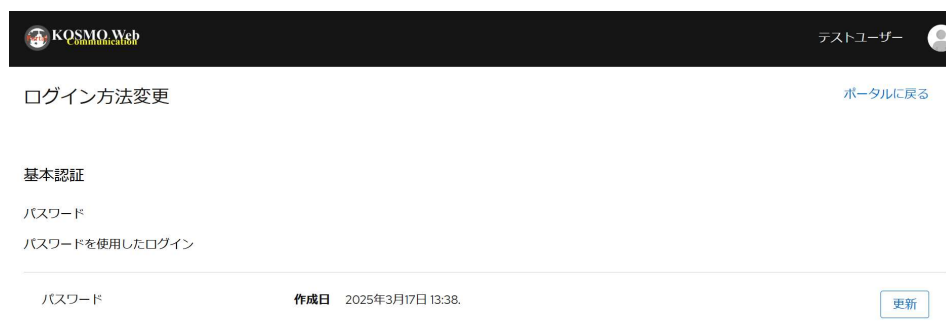 KOSMO Web
Communication
テストユーザー
ログイン方法変更
ポータルに戻る
基本認証
パスワード
パスワードを使用したログイン
パスワード 作成日 2025年3月17日 13:38.
更新